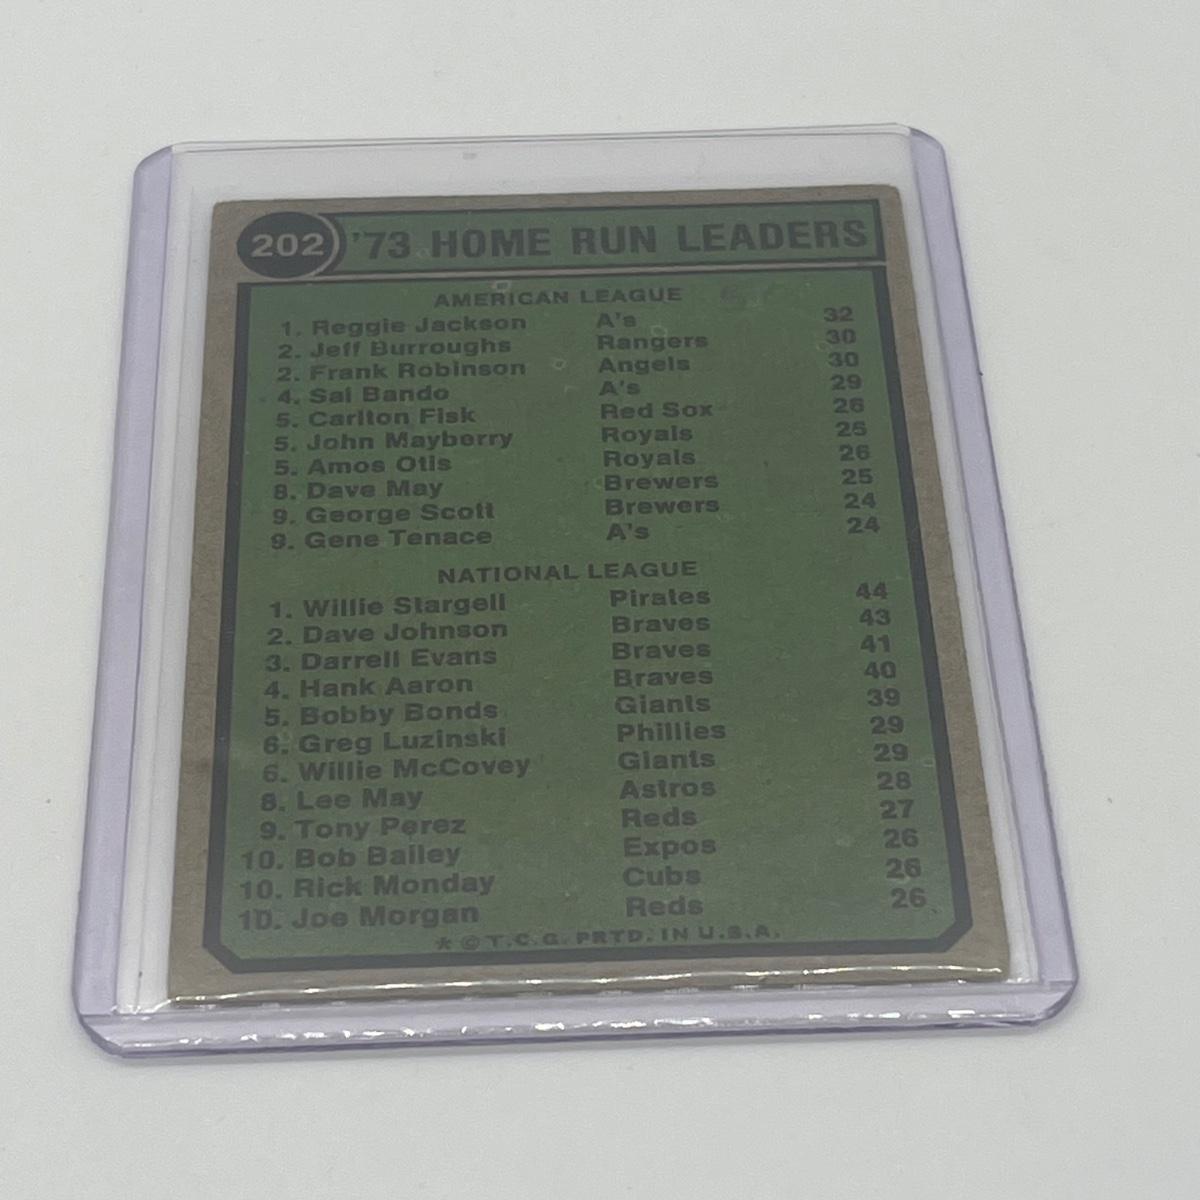 202 '73 HOME RUN LEADERS
AMERICAN LEAGUE
1. Reggie Jackson A's 32
2. Jeff Burroughs Rangers 30
2. Frank Robinson Angels 30
4. Sal Bando A's 29
5. Carlton Fisk Red Sox 26
5. John Mayberry Royals 25
5. Amos Otis Royals 26
8. Dave May Brewers 25
9. George Scott Brewers 24
9. Gene Tenace A's 24
NATIONAL LEAGUE
1. Willie Stargell Pirates 44
2. Dave Johnson Braves 43
3. Darrell Evans Braves 41
4. Hank Aaron Braves 40
5. Bobby Bonds Giants 39
6. Greg Luzinski Phillies 29
6. Willie McCovey Giants 29
8. Lee May Astros 28
9. Tony Perez Reds 27
10. Bob Bailey Expos 26
10. Rick Monday Cubs 26
10. Joe Morgan Reds 26
* © T.C.G. PRTD. IN U.S.A.